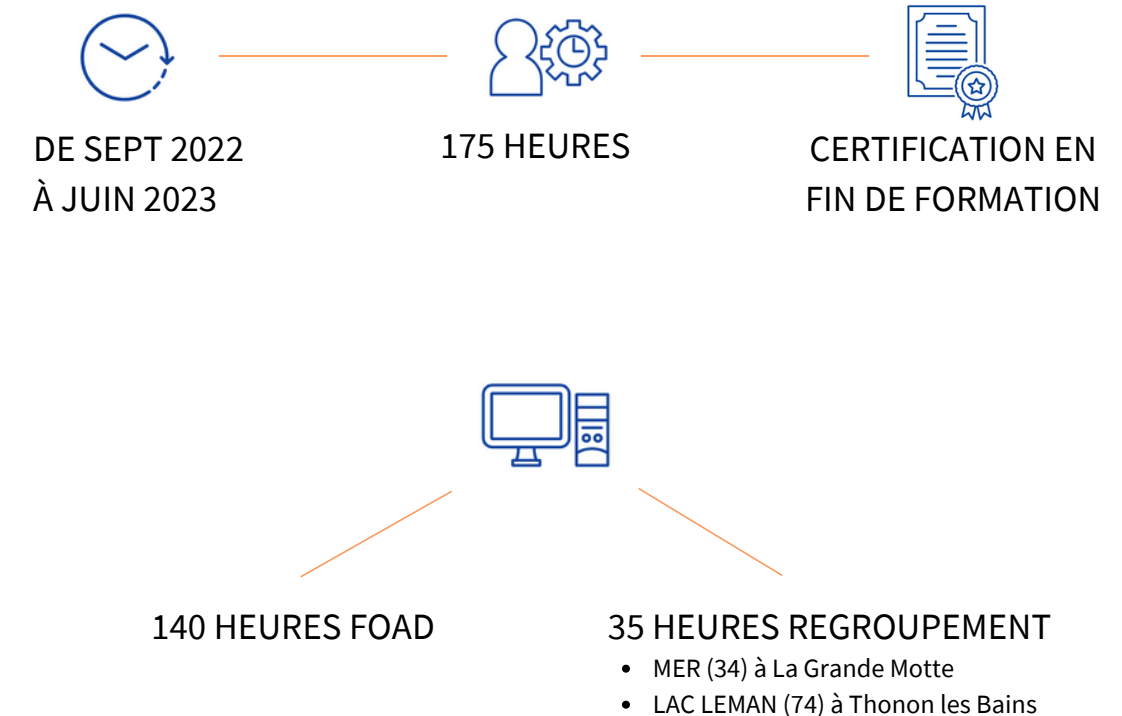 DE SEPT 2022
À JUIN 2023
175 HEURES
CERTIFICATION EN
FIN DE FORMATION
140 HEURES FOAD
35 HEURES REGROUPEMENT
• MER (34) à La Grande Motte
• LAC LEMAN (74) à Thonon les Bains